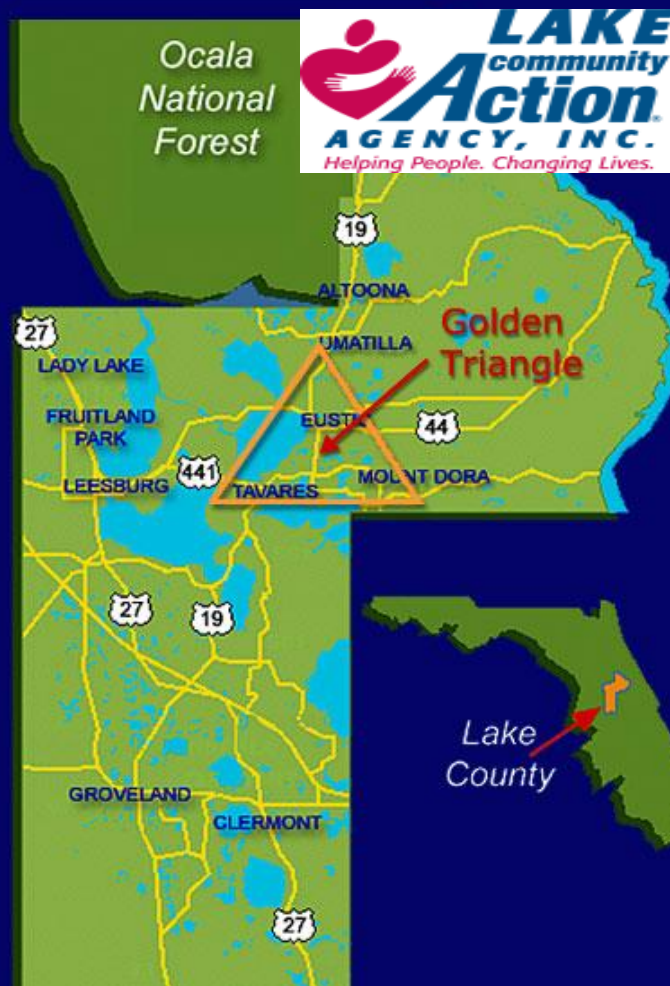 Ocala
National
Forest
LAKE
community
Action
AGENCY, INC.
Helping People. Changing Lives.
19
ALTOONA
27
Golden
Triangle
UMATILLA
LADY LAKE
FRUITLAND
PARK
EUSTIS
44
441
LEESBURG
TAVARES
MOUNT DORA
27
19
Lake
County
GROVELAND
CLERMONT
27